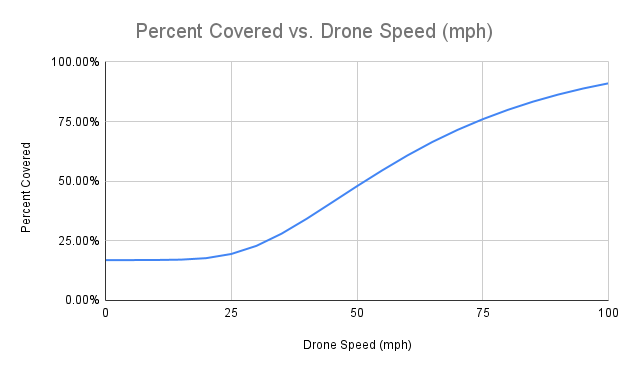 Percent Covered vs. Drone Speed (mph)
100.00%
75.00%
50.00%
25.00%
0.00%
Percent Covered
0 25 50 75 100
Drone Speed (mph)